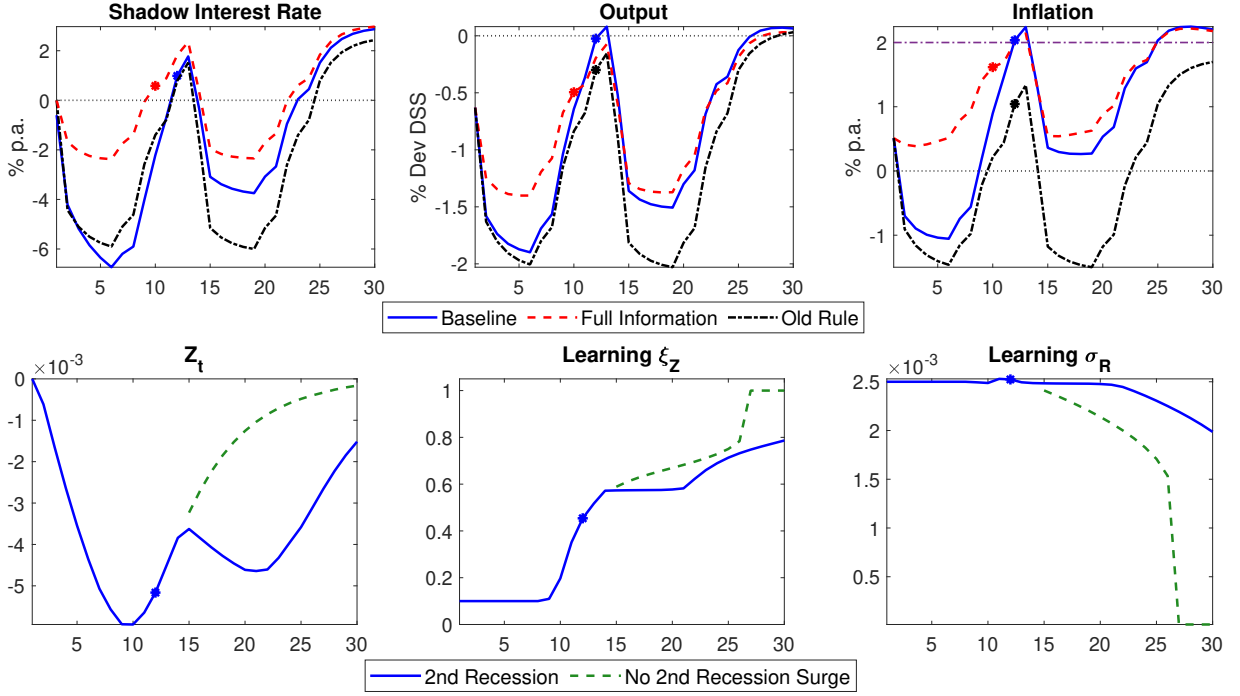 Shadow Interest Rate
% p.a.
2
0
-2
-4
-6
5 10 15 20 25 30
Output
% Dev DSS
0
-0.5
-1
-1.5
-2
5 10 15 20 25 30
Inflation
% p.a.
2
1
0
-1
5 10 15 20 25 30
Baseline Full Information Old Rule
Z_t
×10^-3
0
-1
-2
-3
-4
-5
5 10 15 20 25 30
Learning ξ_Z
1
0.8
0.6
0.4
0.2
0
5 10 15 20 25 30
Learning σ_R
×10^-3
2.5
2
1.5
1
0.5
5 10 15 20 25 30
2nd Recession No 2nd Recession Surge